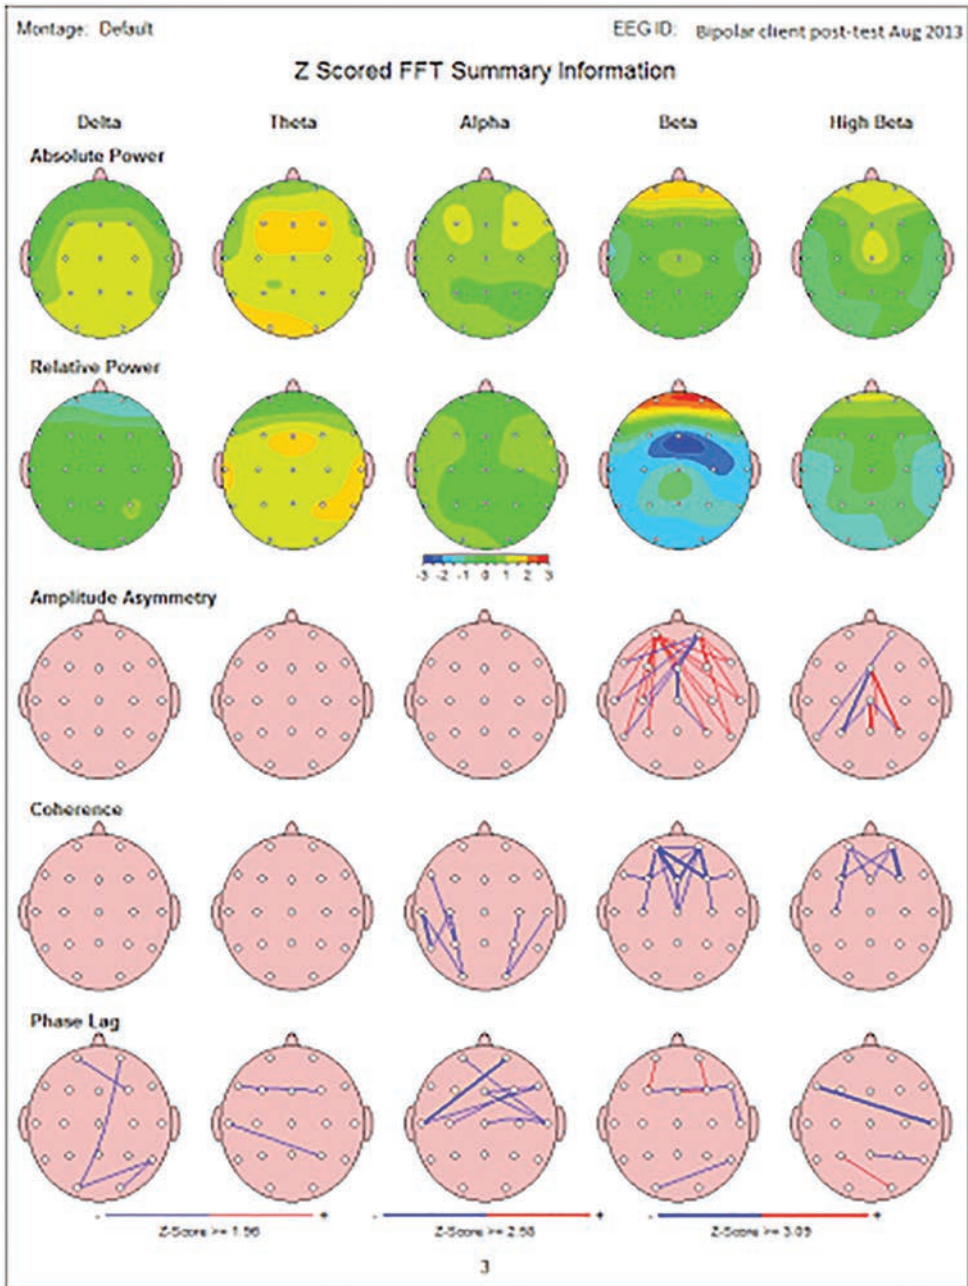 Montage: Default EEG ID: Bipolar client post-test Aug 2013
Z Scored FFT Summary Information
Delta Theta Alpha Beta High Beta
Absolute Power
Relative Power
-3 -2 -1 0 1 2 3
Amplitude Asymmetry
Coherence
Phase Lag
- + - + - +
Z-Score >= 1.96 Z-Score >= 2.58 Z-Score >= 3.09
3